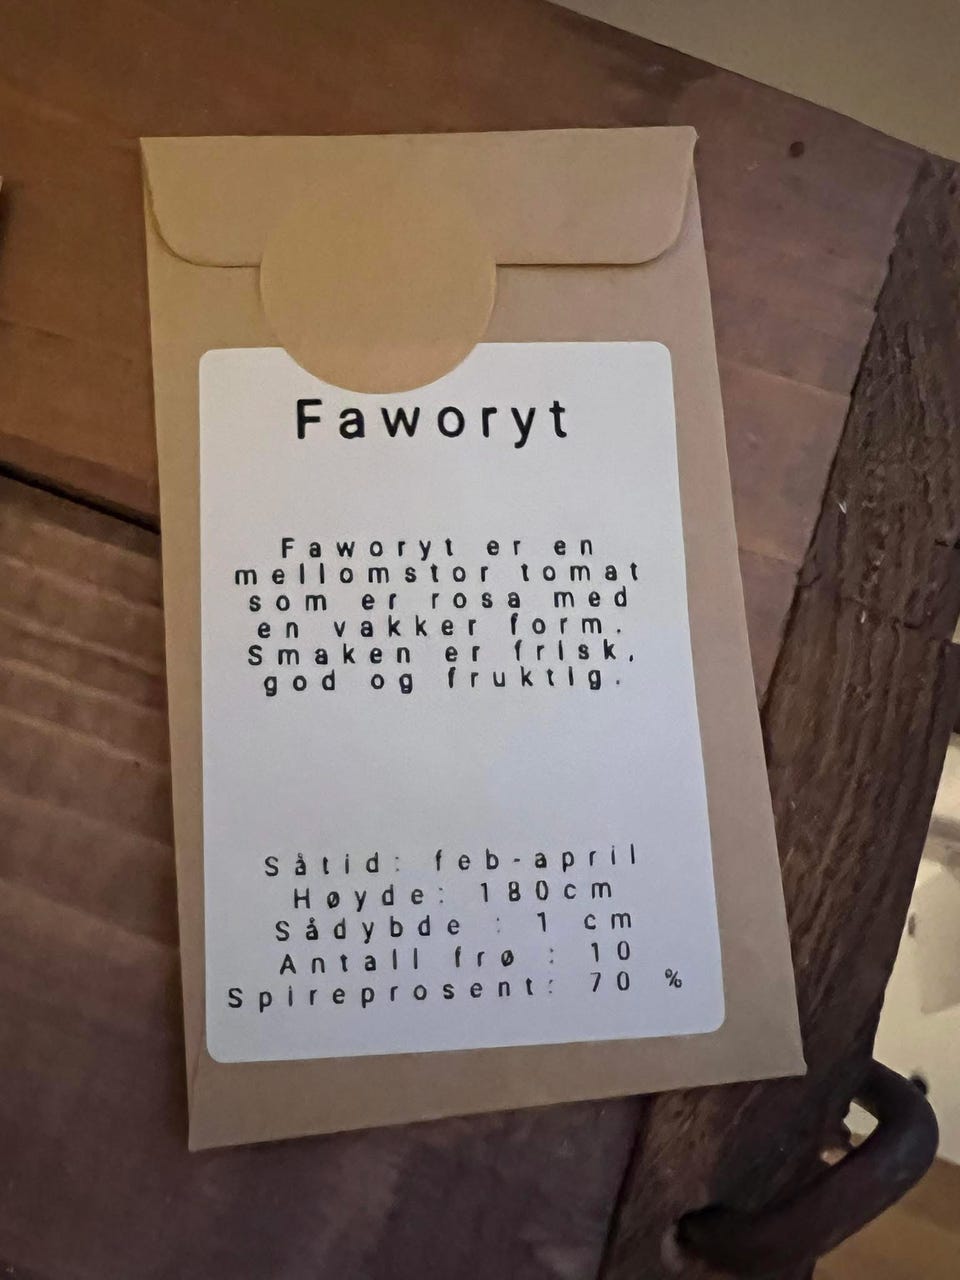 Faworyt
Faworyt er en
mellomstor tomat
som er rosa med
en vakker form.
Smaken er frisk,
god og fruktig.
Såtid: feb-april
Høyde: 180cm
Sådybde : 1 cm
Antall frø : 10
Spireprosent: 70 %